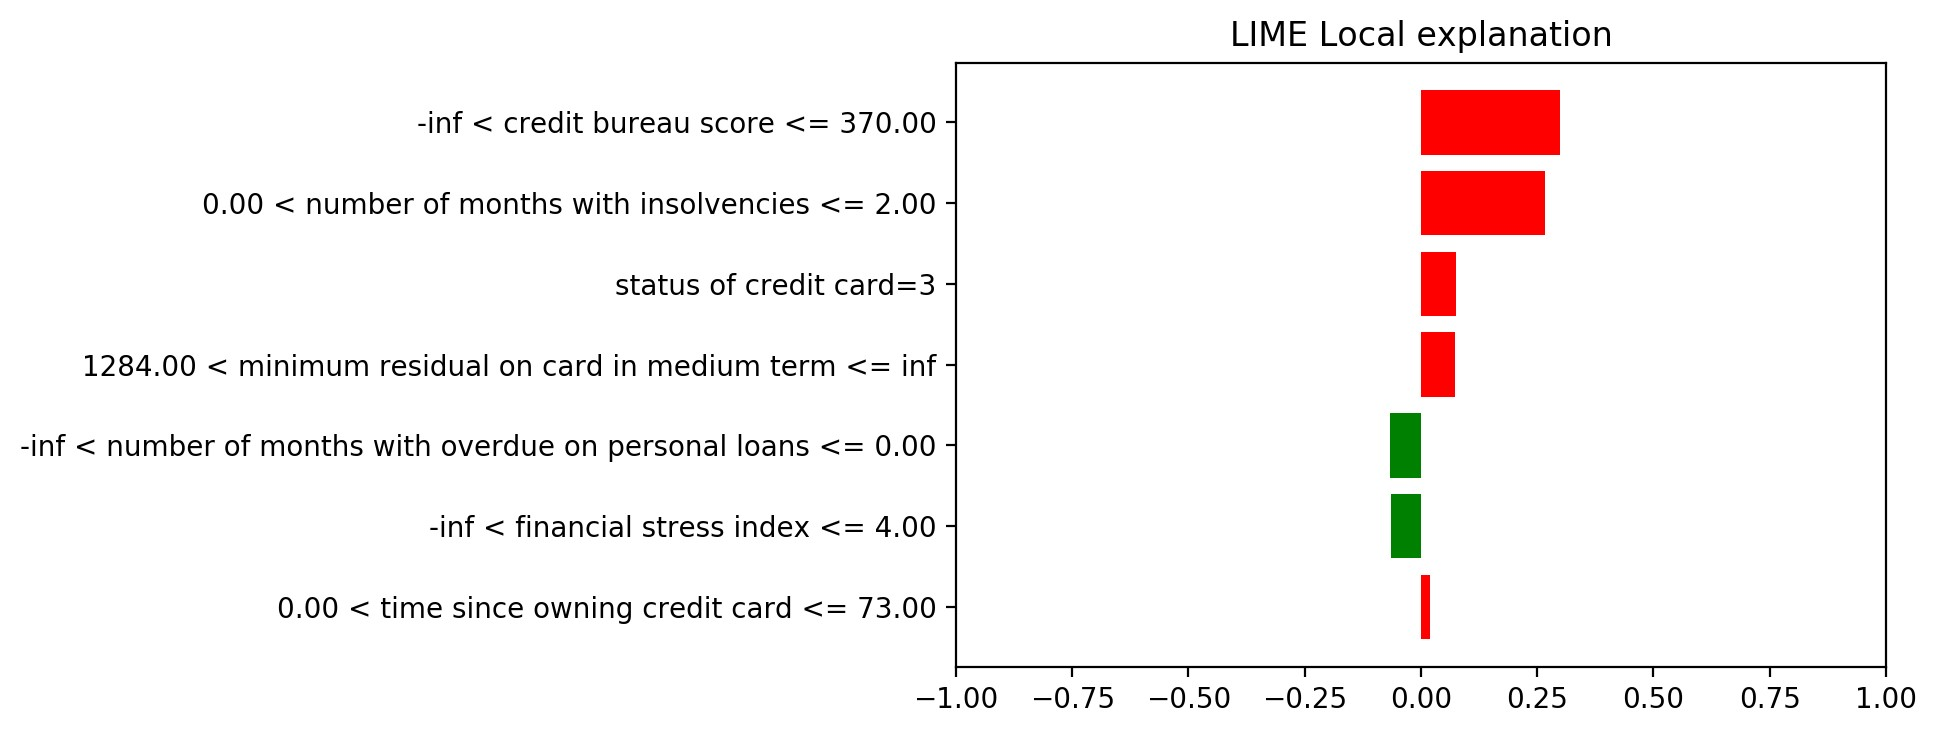 LIME Local explanation
-inf < credit bureau score <= 370.00
0.00 < number of months with insolvencies <= 2.00
status of credit card=3
1284.00 < minimum residual on card in medium term <= inf
-inf < number of months with overdue on personal loans <= 0.00
-inf < financial stress index <= 4.00
0.00 < time since owning credit card <= 73.00
−1.00 −0.75 −0.50 −0.25 0.00 0.25 0.50 0.75 1.00